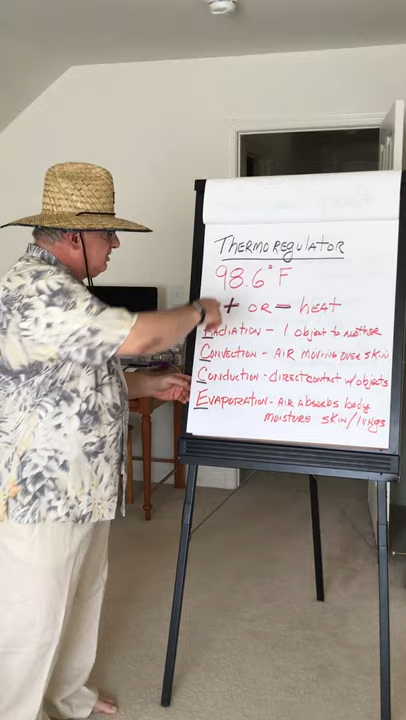 THERMOREGULATOR
98.6° F
+ OR - HEAT
RADIATION - 1 object to another
CONVECTION - AIR MOVING OVER SKIN
CONDUCTION - DIRECT CONTACT W/ OBJECTS
EVAPORATION - AIR ABSORBS body
MOISTURE SKIN/LUNGS